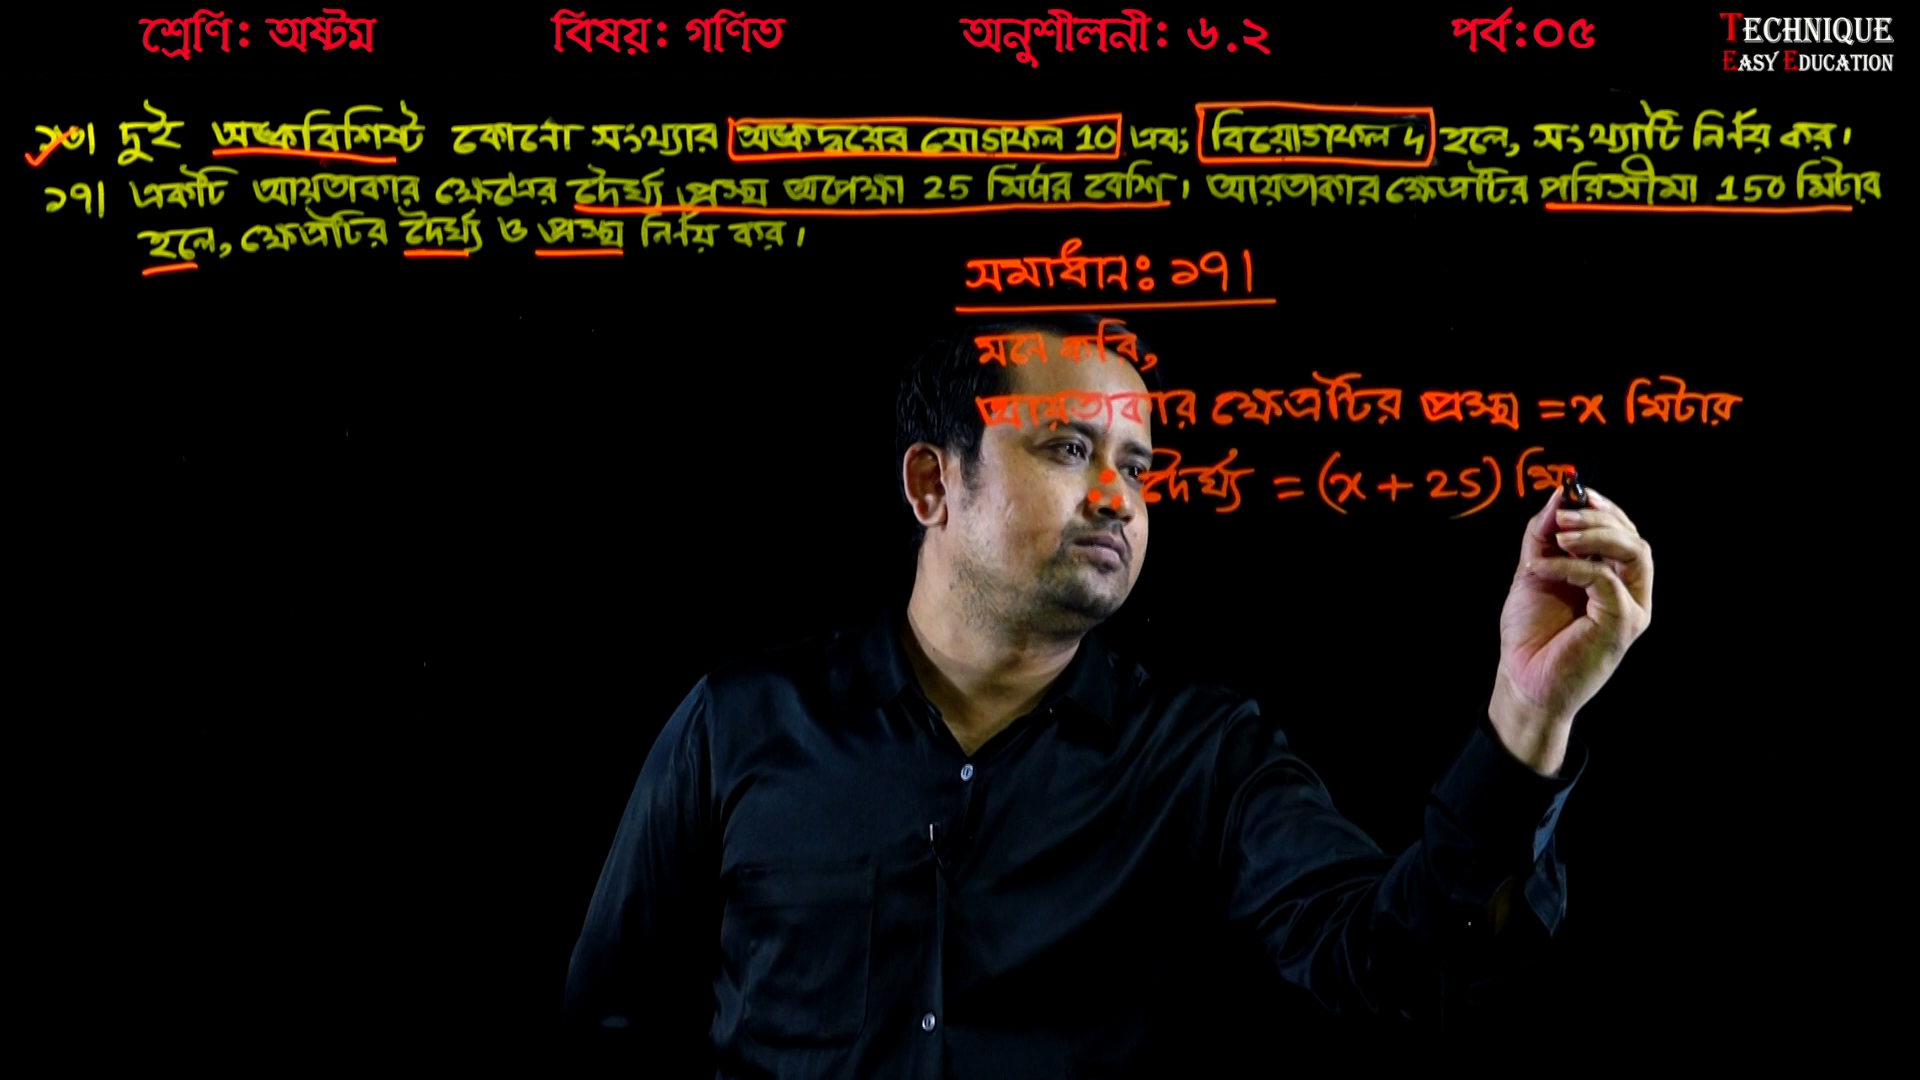 শ্রেণি: অষ্টম বিষয়: গণিত অনুশীলনী: ৬.২ পর্ব:০৫
TECHNIQUE
EASY EDUCATION
১৬। দুই অঙ্কবিশিষ্ট কোনো সংখ্যার অঙ্কদ্বয়ের যোগফল 10 এবং বিয়োগফল 4 হলে, সংখ্যাটি নির্ণয় কর।
১৭। একটি আয়তাকার ক্ষেত্রের দৈর্ঘ্য প্রস্থ অপেক্ষা 25 মিটার বেশি। আয়তাকার ক্ষেত্রটির পরিসীমা 150 মিটার
হলে, ক্ষেত্রটির দৈর্ঘ্য ও প্রস্থ নির্ণয় কর।
সমাধান: ১৭।
মনে করি,
আয়তাকার ক্ষেত্রটির প্রস্থ = x মিটার
∴ দৈর্ঘ্য = (x + 25) মি